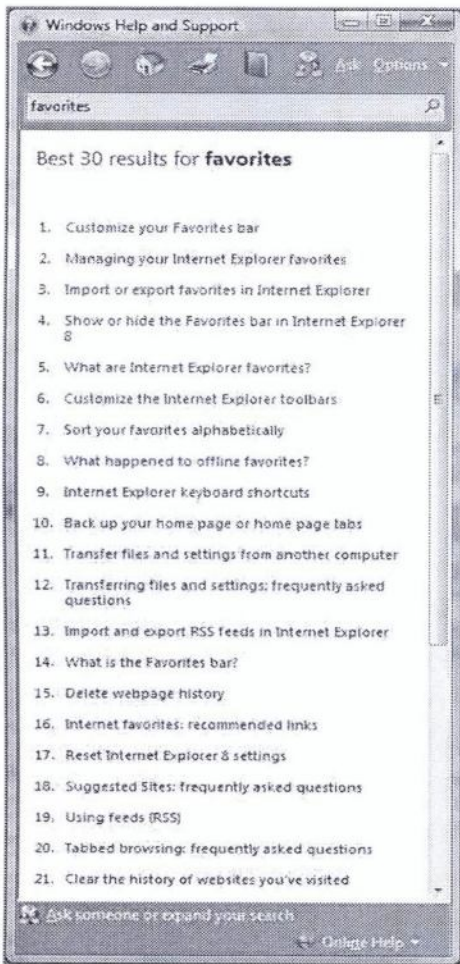 Windows Help and Support
Ask Options
favorites
Best 30 results for favorites
1. Customize your Favorites bar
2. Managing your Internet Explorer favorites
3. Import or export favorites in Internet Explorer
4. Show or hide the Favorites bar in Internet Explorer
8
5. What are Internet Explorer favorites?
6. Customize the Internet Explorer toolbars
7. Sort your favorites alphabetically
8. What happened to offline favorites?
9. Internet Explorer keyboard shortcuts
10. Back up your home page or home page tabs
11. Transfer files and settings from another computer
12. Transferring files and settings: frequently asked
questions
13. Import and export RSS feeds in Internet Explorer
14. What is the Favorites bar?
15. Delete webpage history
16. Internet favorites: recommended links
17. Reset Internet Explorer 8 settings
18. Suggested Sites: frequently asked questions
19. Using feeds (RSS)
20. Tabbed browsing: frequently asked questions
21. Clear the history of websites you've visited
Ask someone or expand your search
Online Help